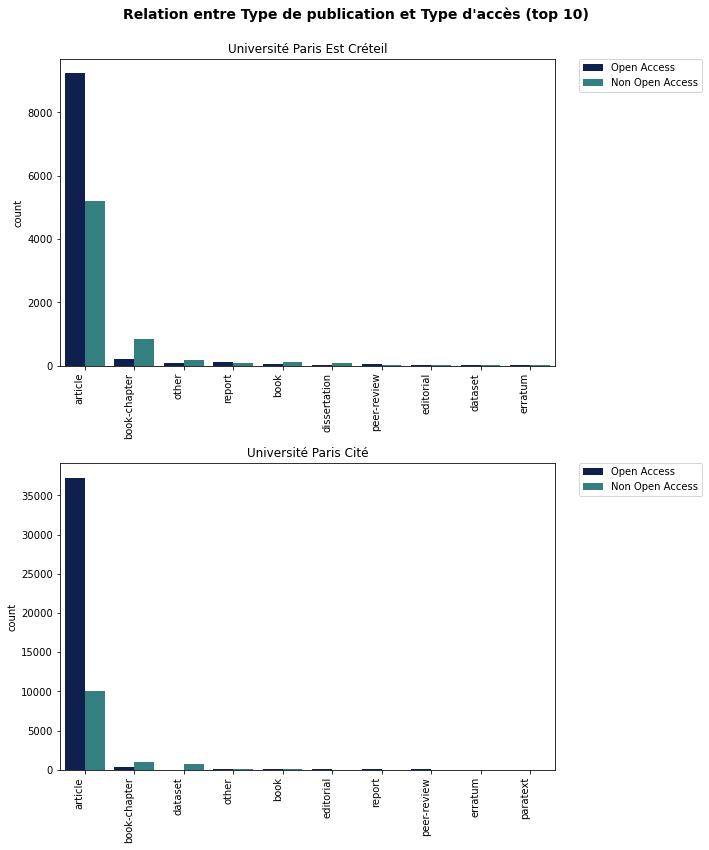 Relation entre Type de publication et Type d'accès (top 10)
Université Paris Est Créteil
Open Access
Non Open Access
8000
6000
4000
2000
0
count
article
book-chapter
other
report
book
dissertation
peer-review
editorial
dataset
erratum
Université Paris Cité
Open Access
Non Open Access
35000
30000
25000
20000
15000
10000
5000
0
count
article
book-chapter
dataset
other
book
editorial
report
peer-review
erratum
paratext